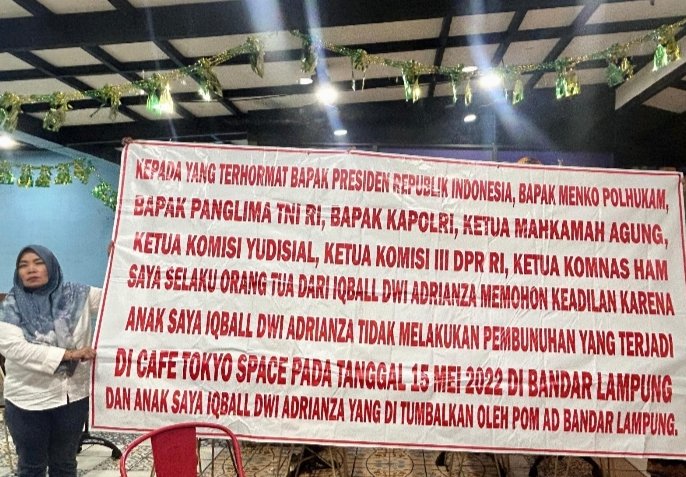 KEPADA YANG TERHORMAT BAPAK PRESIDEN REPUBLIK INDONESIA, BAPAK MENKO POLHUKAM,
BAPAK PANGLIMA TNI RI, BAPAK KAPOLRI, KETUA MAHKAMAH AGUNG,
KETUA KOMISI YUDISIAL, KETUA KOMISI III DPR RI, KETUA KOMNAS HAM
SAYA SELAKU ORANG TUA DARI IQBALL DWI ADRIANZA MEMOHON KEADILAN KARENA
ANAK SAYA IQBALL DWI ADRIANZA TIDAK MELAKUKAN PEMBUNUHAN YANG TERJADI
DI CAFE TOKYO SPACE PADA TANGGAL 15 MEI 2022 DI BANDAR LAMPUNG
DAN ANAK SAYA IQBALL DWI ADRIANZA YANG DI TUMBALKAN OLEH POM AD BANDAR LAMPUNG.